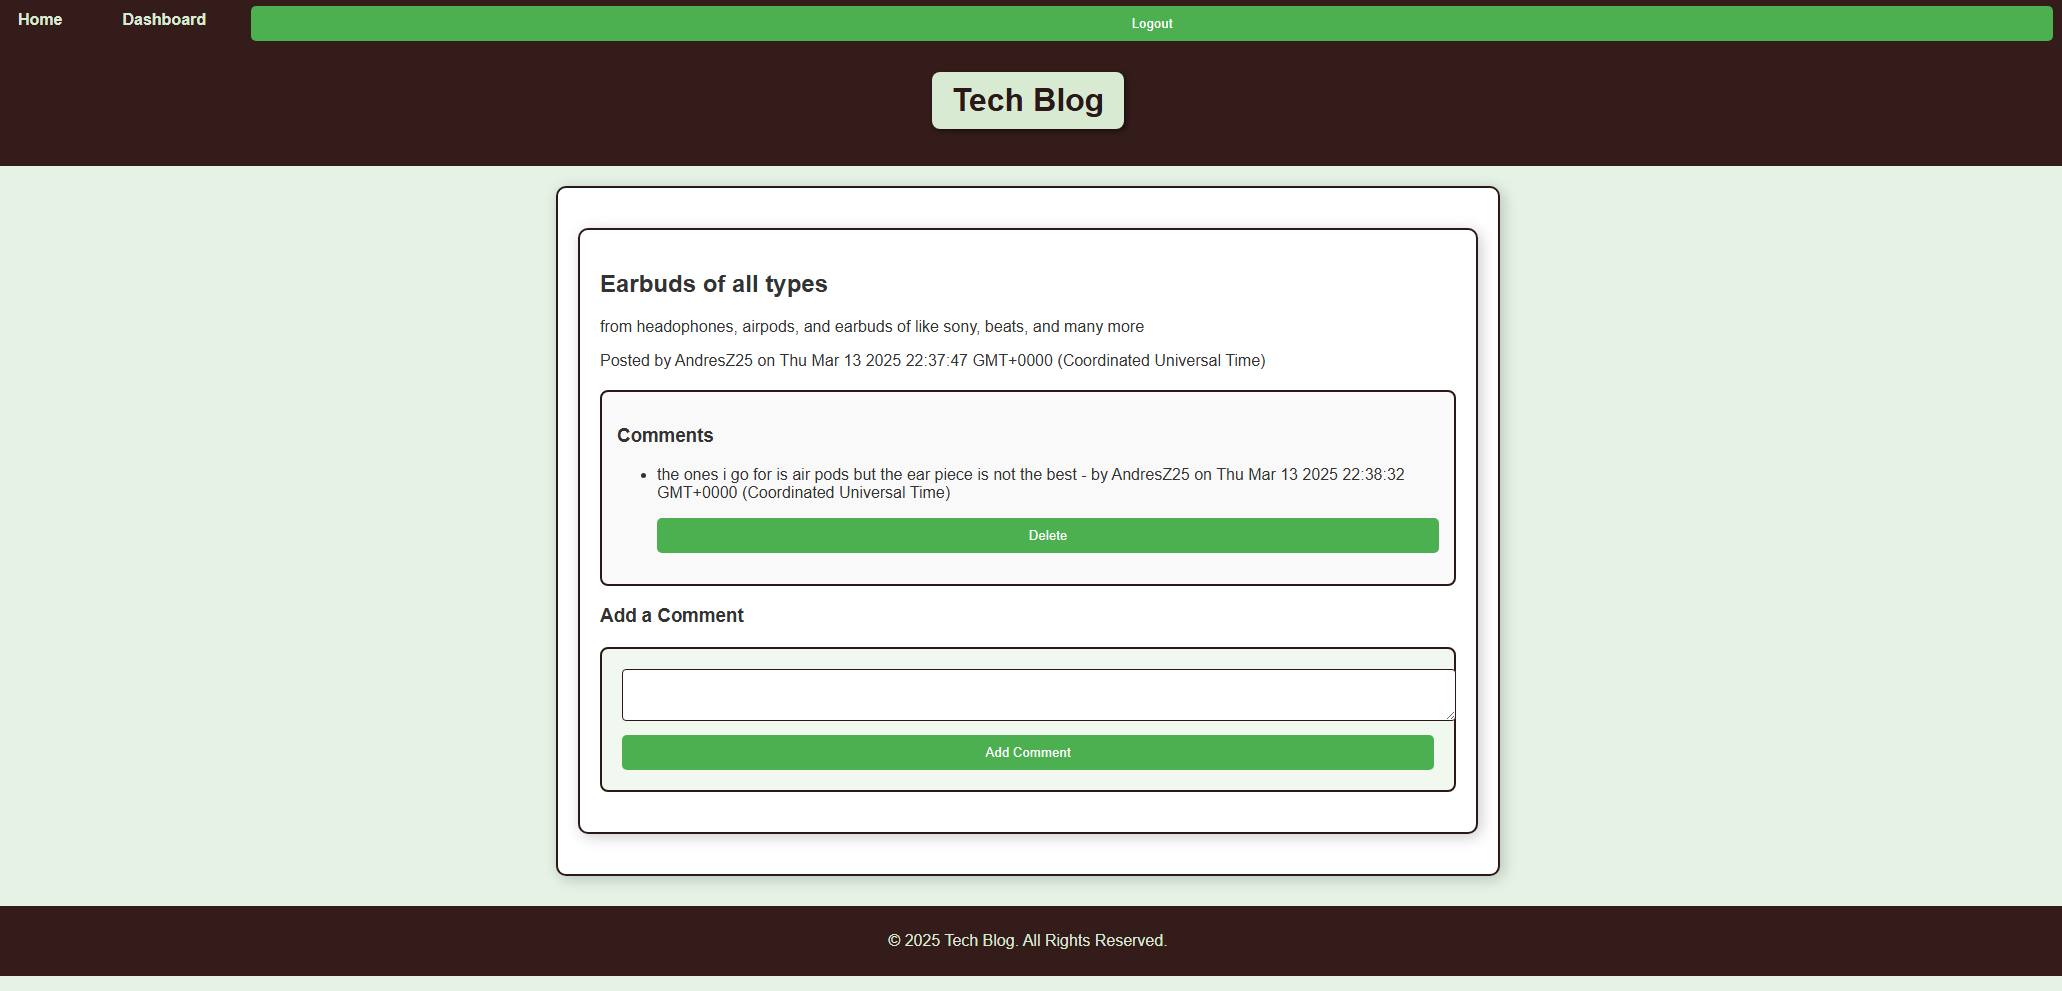 Home Dashboard Logout
Tech Blog
Earbuds of all types
from headophones, airpods, and earbuds of like sony, beats, and many more
Posted by AndresZ25 on Thu Mar 13 2025 22:37:47 GMT+0000 (Coordinated Universal Time)
Comments
• the ones i go for is air pods but the ear piece is not the best - by AndresZ25 on Thu Mar 13 2025 22:38:32
GMT+0000 (Coordinated Universal Time)
Delete
Add a Comment
Add Comment
© 2025 Tech Blog. All Rights Reserved.